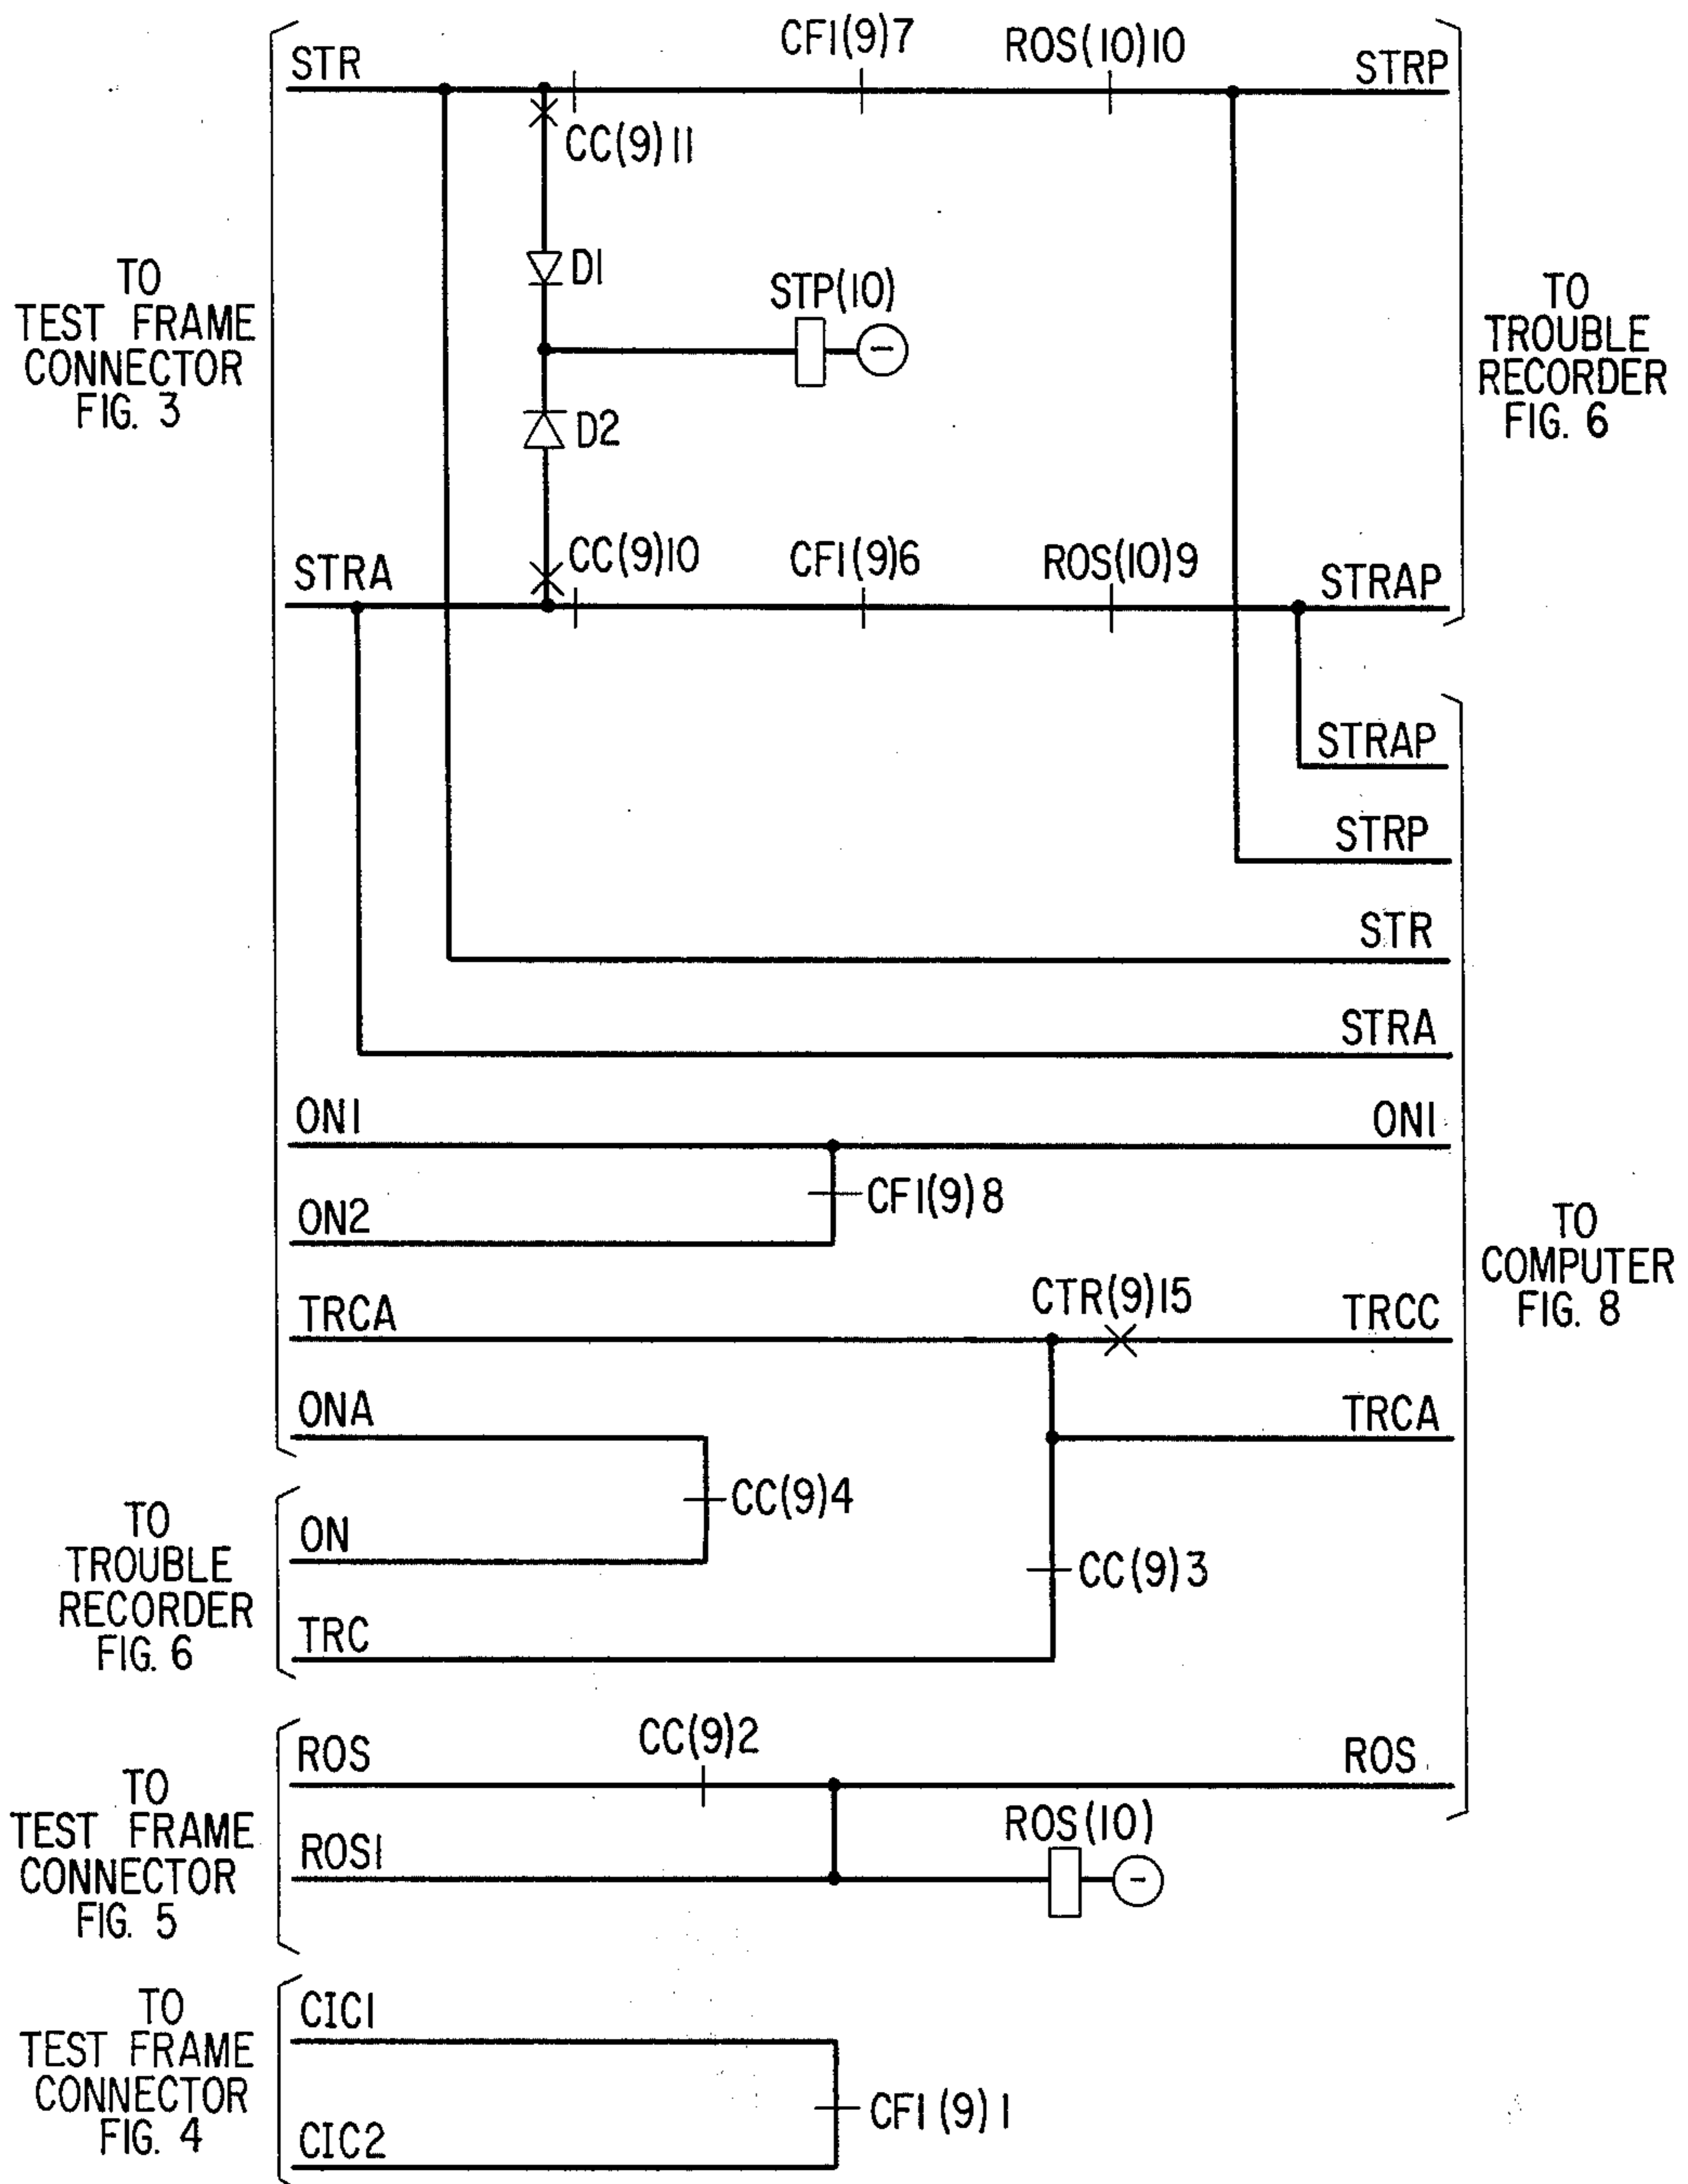 CF1(9)7
ROS(10)10
STR
STRP
CC(9)11
TO
TEST FRAME
CONNECTOR
FIG. 3
D1
STP(10)
-
TO
TROUBLE
RECORDER
FIG. 6
D2
STRA
CC(9)10
CF1(9)6
ROS(10)9
STRAP
STRAP
STRP
STR
STRA
ON1
ON1
CF1(9)8
ON2
TO
COMPUTER
FIG. 8
TRCA
CTR(9)15
TRCC
ONA
TRCA
CC(9)4
TO
TROUBLE
RECORDER
FIG. 6
ON
CC(9)3
TRC
ROS
CC(9)2
ROS
TO
TEST FRAME
CONNECTOR
FIG. 5
ROS1
ROS(10)
-
TO
TEST FRAME
CONNECTOR
FIG. 4
CIC1
CF1(9)1
CIC2